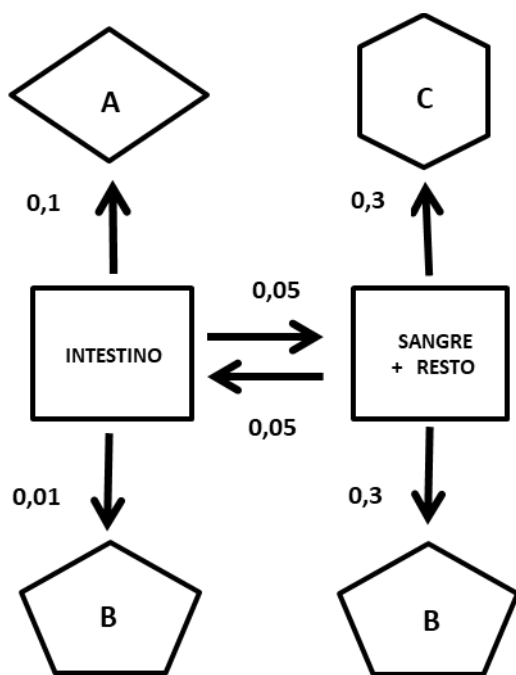 A
C
0,1
0,3
0,05
INTESTINO
SANGRE
+ RESTO
0,05
0,01
0,3
B
B